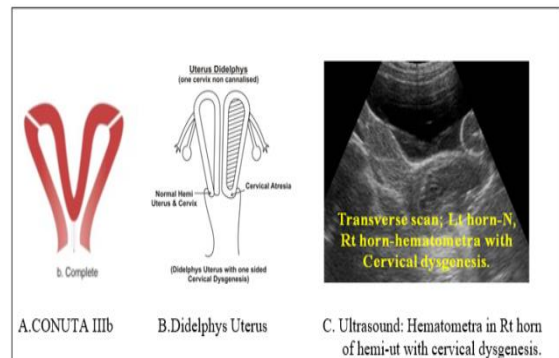 b. Complete
A.CONUTA IIIb
Uterus Didelphys
(one cervix non cannalised)
Normal Hemi
Uterus & Cervix
Cervical Atresia
(Didelphys Uterus with one sided
Cervical Dysgenesis)
B.Didelphys Uterus
Transverse scan; Lt horn-N,
Rt horn-hematometra with
Cervical dysgenesis.
C. Ultrasound: Hematometra in Rt horn
of hemi-ut with cervical dysgenesis.